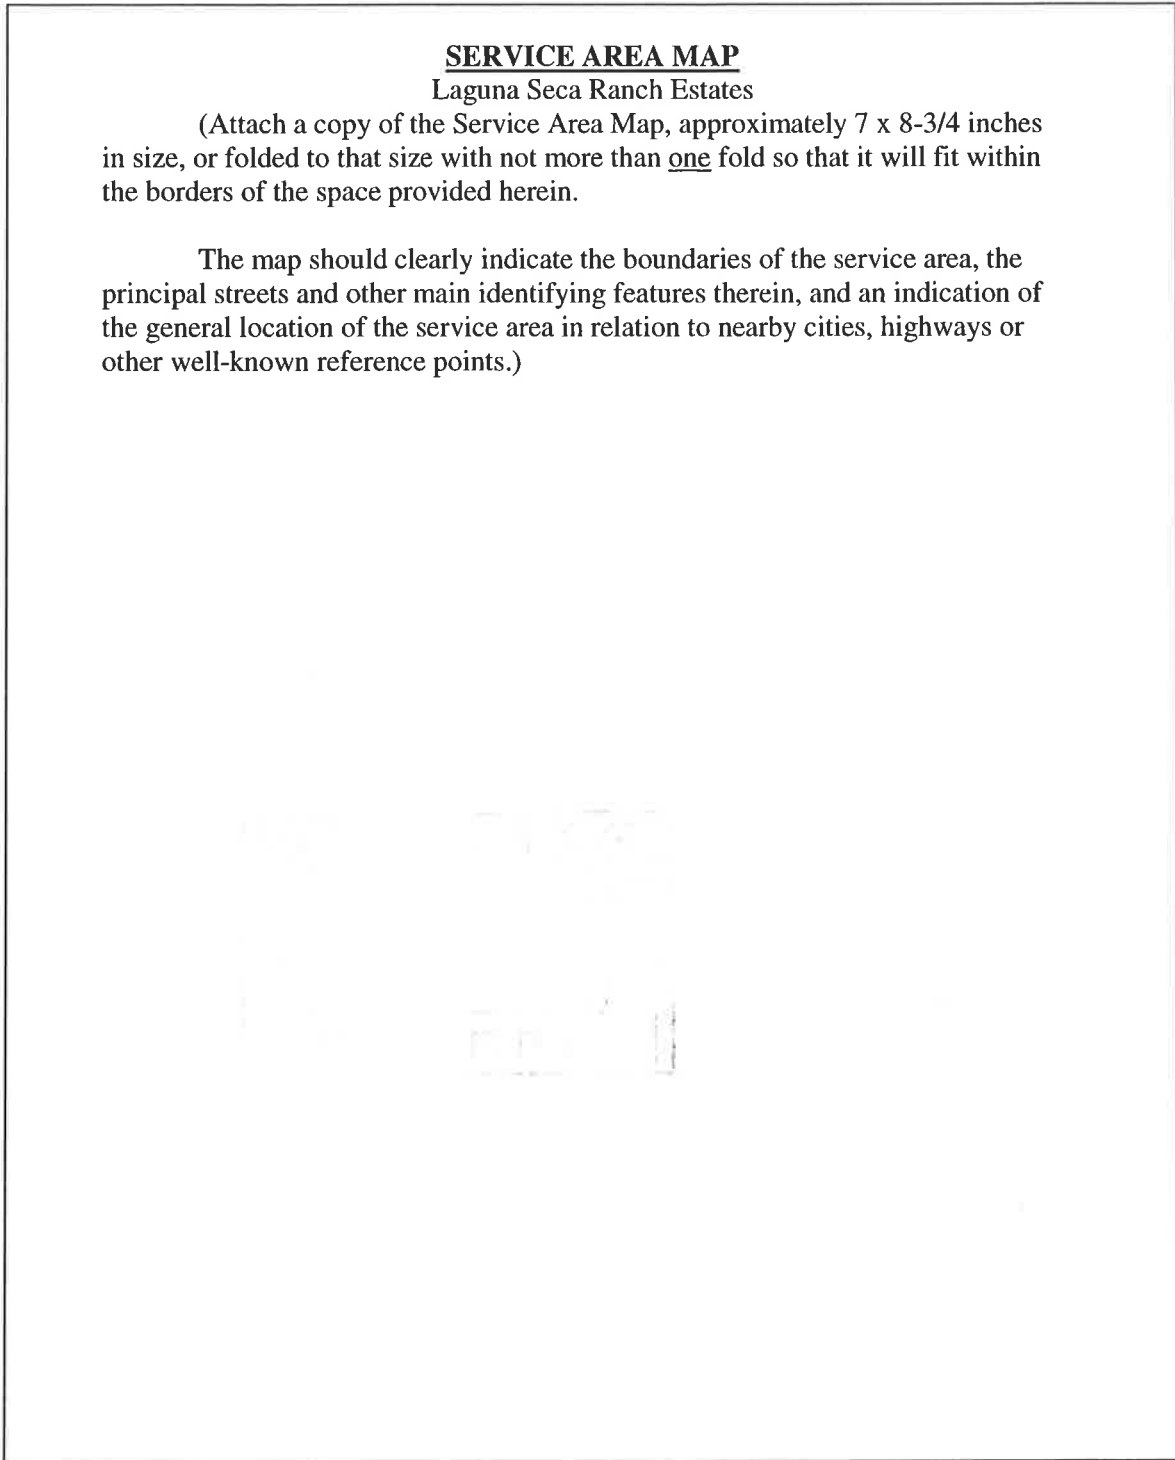 SERVICE AREA MAP
Laguna Seca Ranch Estates
(Attach a copy of the Service Area Map, approximately 7 x 8-3/4 inches
in size, or folded to that size with not more than one fold so that it will fit within
the borders of the space provided herein.
The map should clearly indicate the boundaries of the service area, the
principal streets and other main identifying features therein, and an indication of
the general location of the service area in relation to nearby cities, highways or
other well-known reference points.)